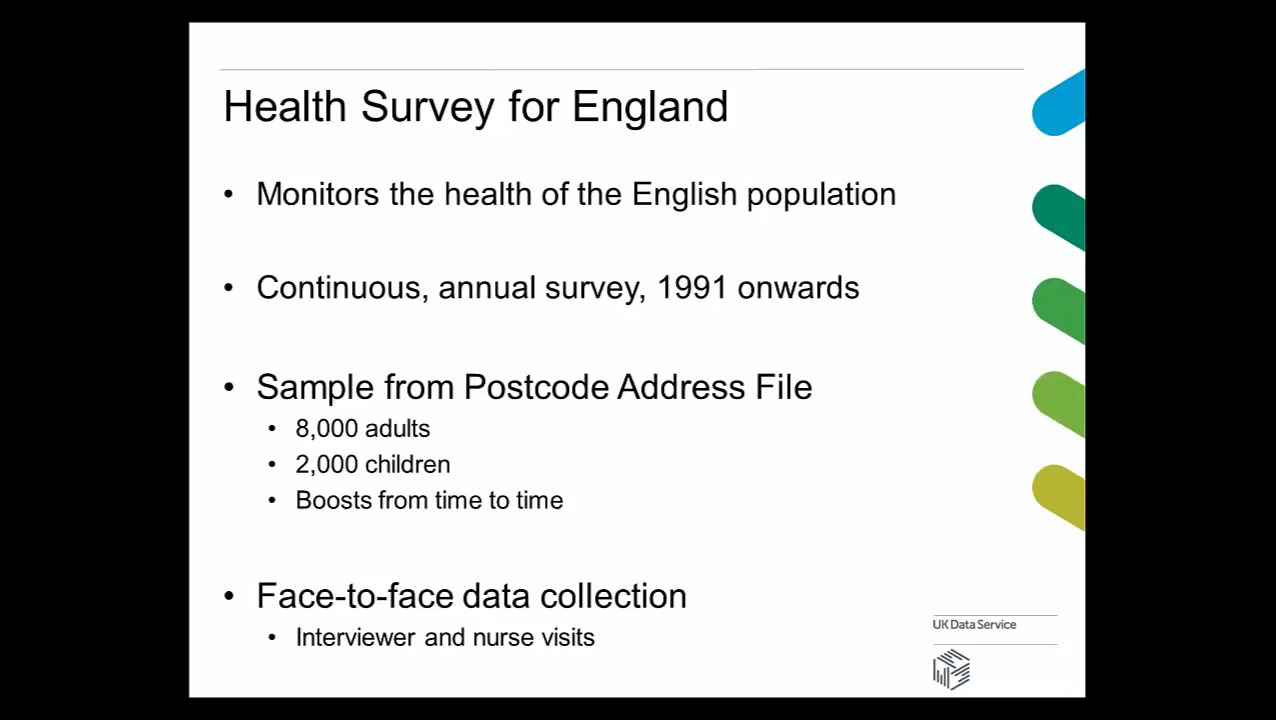 Health Survey for England
• Monitors the health of the English population
• Continuous, annual survey, 1991 onwards
• Sample from Postcode Address File
• 8,000 adults
• 2,000 children
• Boosts from time to time
• Face-to-face data collection
• Interviewer and nurse visits
UK Data Service